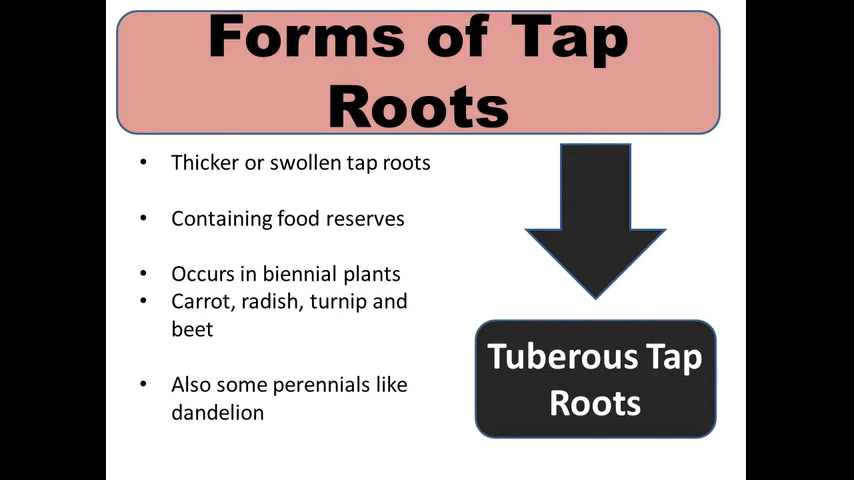 Forms of Tap
Roots
• Thicker or swollen tap roots
• Containing food reserves
• Occurs in biennial plants
• Carrot, radish, turnip and
beet
• Also some perennials like
dandelion
Tuberous Tap
Roots